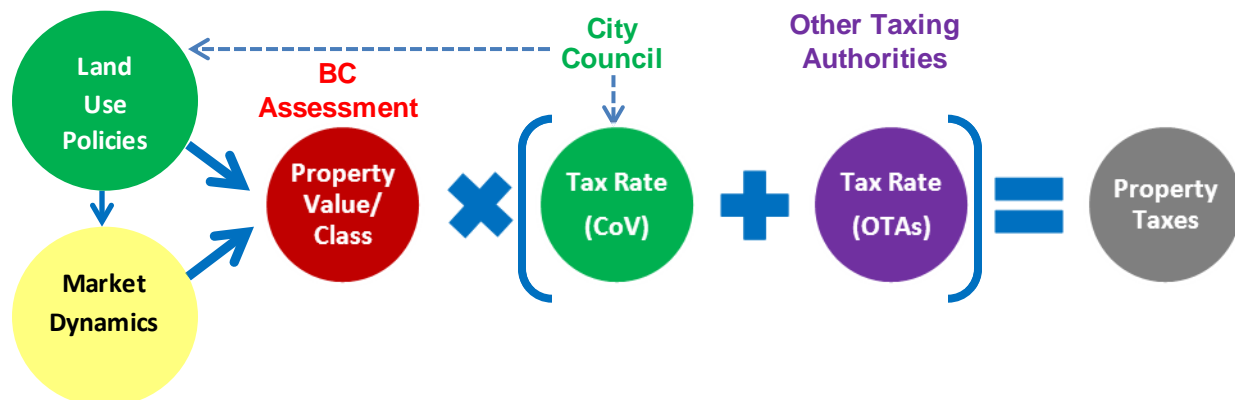 Land
Use
Policies
Market
Dynamics
BC
Assessment
Property
Value/
Class
City
Council
Tax Rate
(CoV)
Other Taxing
Authorities
Tax Rate
(OTAs)
Property
Taxes